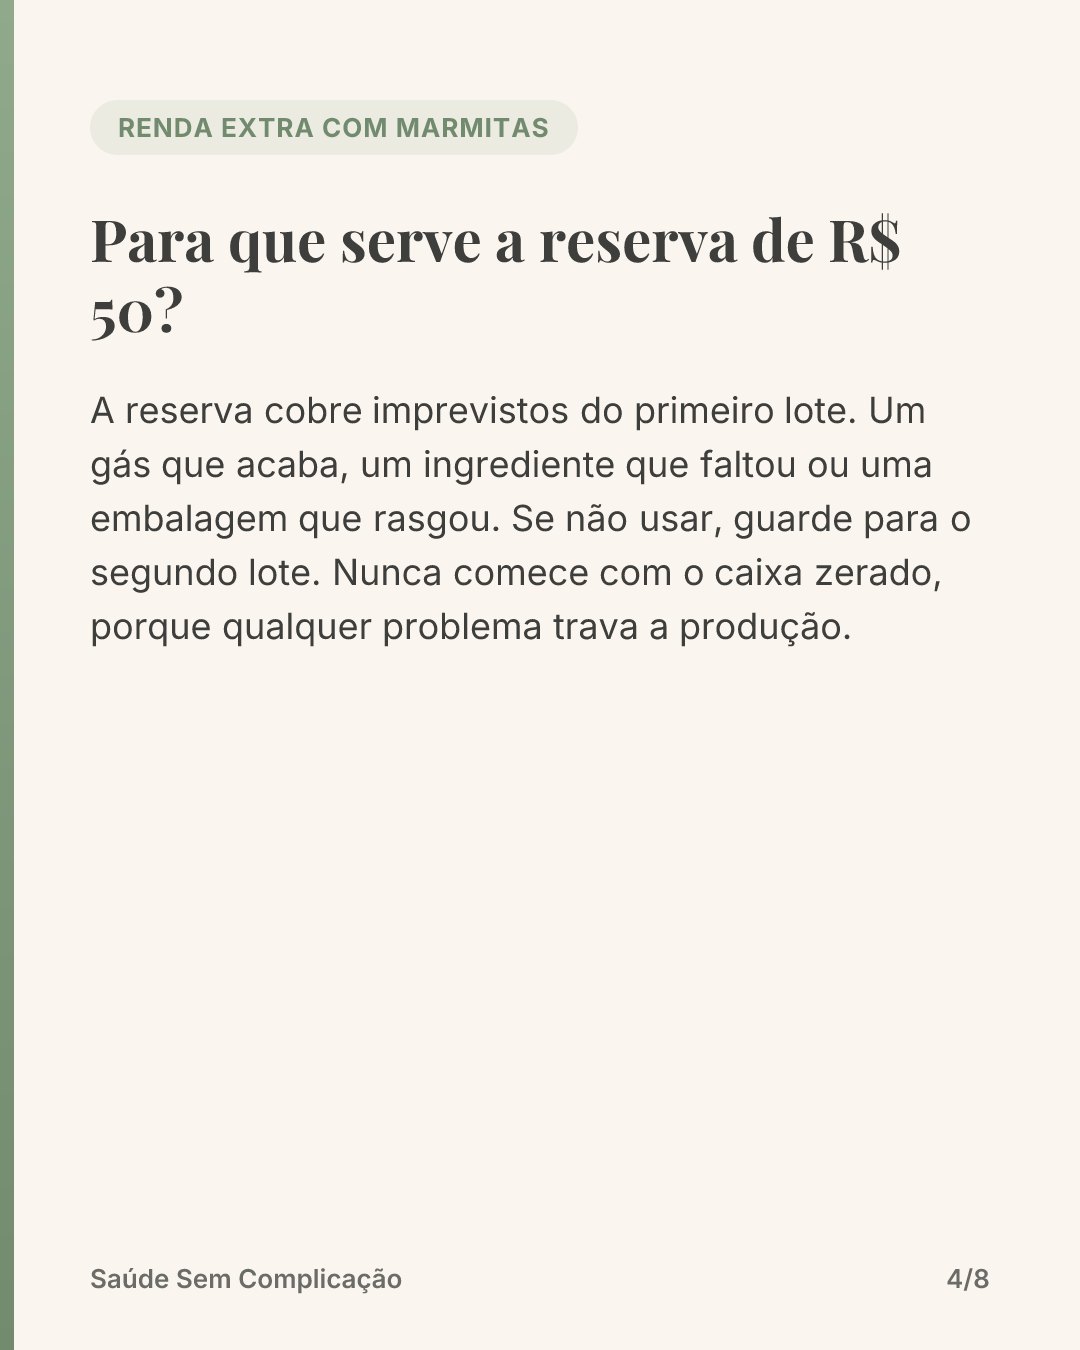 RENDA EXTRA COM MARMITAS
Para que serve a reserva de R$
50?
A reserva cobre imprevistos do primeiro lote. Um
gás que acaba, um ingrediente que faltou ou uma
embalagem que rasgou. Se não usar, guarde para o
segundo lote. Nunca comece com o caixa zerado,
porque qualquer problema trava a produção.
Saúde Sem Complicação
4/8